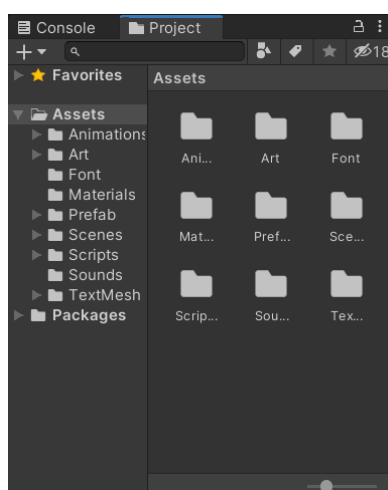 Console Project
18
Favorites
Assets
Animations
Art
Font
Materials
Prefab
Scenes
Scripts
Sounds
TextMesh
Packages
Assets
Ani... Art Font
Mat... Pref... Sce...
Scrip... Sou... Tex...